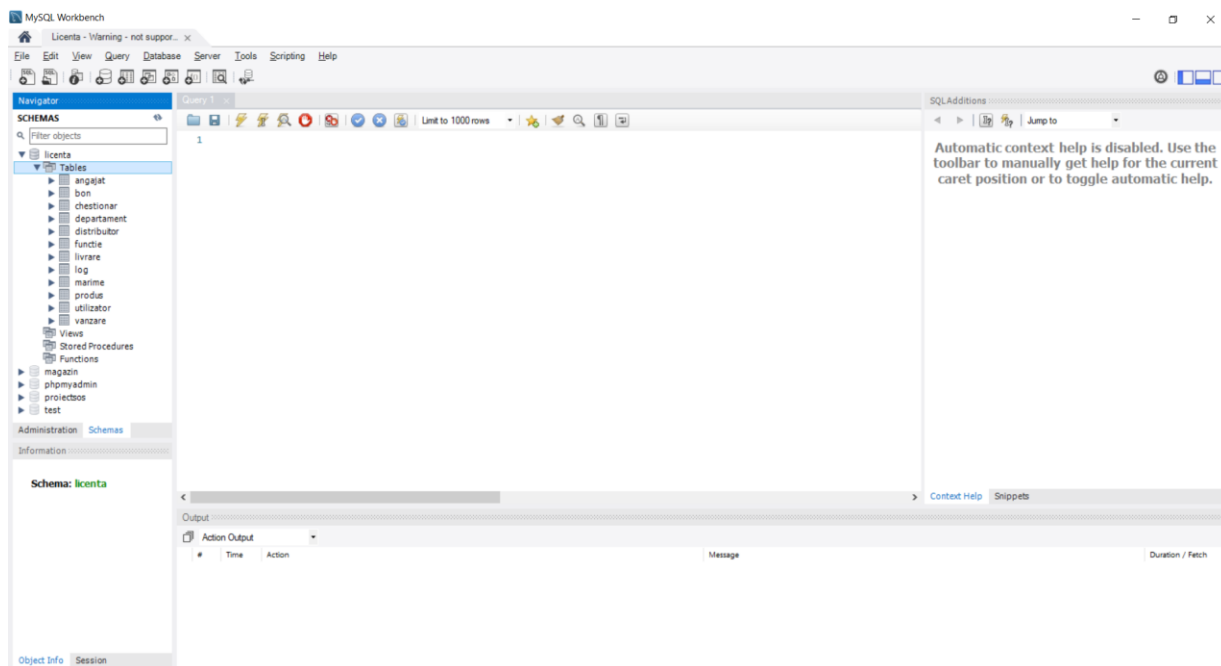 MySQL Workbench
Licenta - Warning - not suppor...
File Edit View Query Database Server Tools Scripting Help
Navigator
SCHEMAS
Filter objects
licenta
Tables
angajat
bon
chestionar
departament
distribuitor
functie
livrare
log
marime
produs
utilizator
vanzare
Views
Stored Procedures
Functions
magazin
phpmyadmin
proiectsos
test
Administration Schemas
Information
Schema: licenta
Object Info Session
Query 1
Limit to 1000 rows
1
SQLAdditions
Jump to
Automatic context help is disabled. Use the
toolbar to manually get help for the current
caret position or to toggle automatic help.
Context Help Snippets
Output
Action Output
# Time Action Message Duration / Fetch